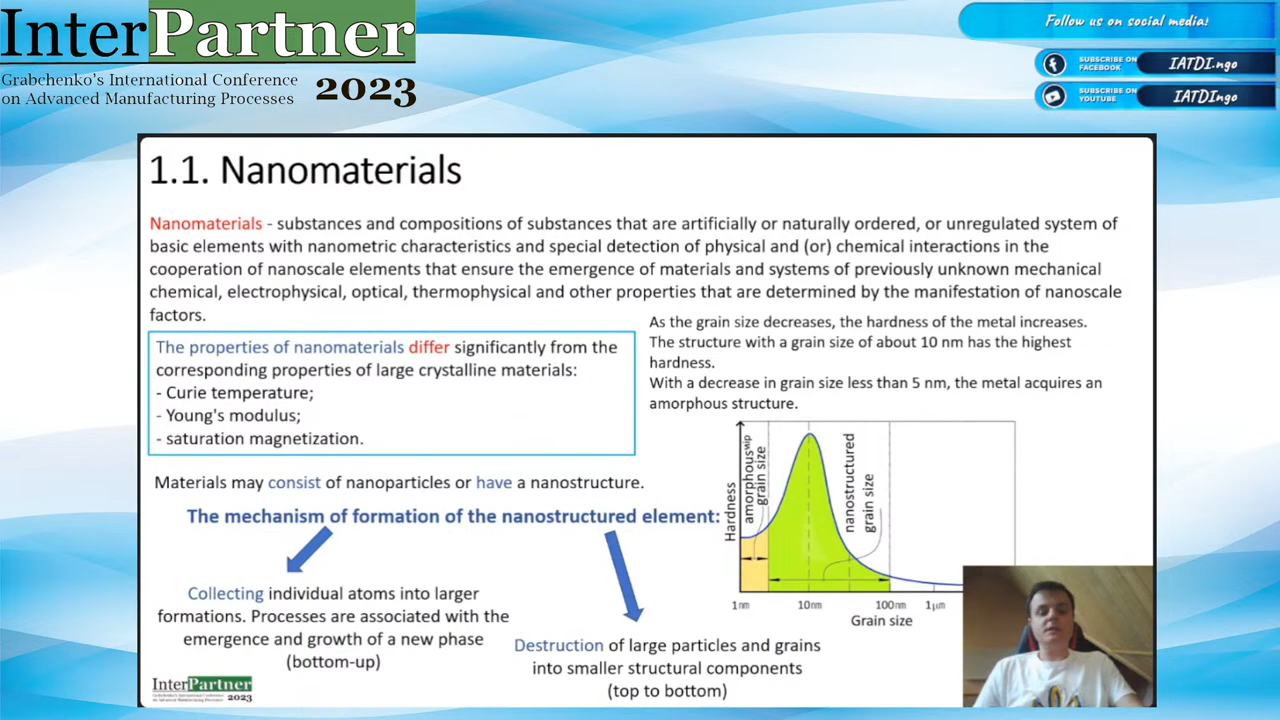 InterPartner
Grabchenko's International Conference
on Advanced Manufacturing Processes
2023
Follow us on social media!
SUBSCRIBE ON
FACEBOOK
IATDI.ngo
SUBSCRIBE ON
YOUTUBE
IATDIngo
1.1. Nanomaterials
Nanomaterials - substances and compositions of substances that are artificially or naturally ordered, or unregulated system of
basic elements with nanometric characteristics and special detection of physical and (or) chemical interactions in the
cooperation of nanoscale elements that ensure the emergence of materials and systems of previously unknown mechanical
chemical, electrophysical, optical, thermophysical and other properties that are determined by the manifestation of nanoscale
factors.
The properties of nanomaterials differ significantly from the
corresponding properties of large crystalline materials:
- Curie temperature;
- Young's modulus;
- saturation magnetization.
As the grain size decreases, the hardness of the metal increases.
The structure with a grain size of about 10 nm has the highest
hardness.
With a decrease in grain size less than 5 nm, the metal acquires an
amorphous structure.
Materials may consist of nanoparticles or have a nanostructure.
The mechanism of formation of the nanostructured element:
Collecting individual atoms into larger
formations. Processes are associated with the
emergence and growth of a new phase
(bottom-up)
Destruction of large particles and grains
into smaller structural components
(top to bottom)
Hardness
amorphous
grain size
nanostructured
grain size
1nm
10nm
100nm
1µm
Grain size
InterPartner
2023